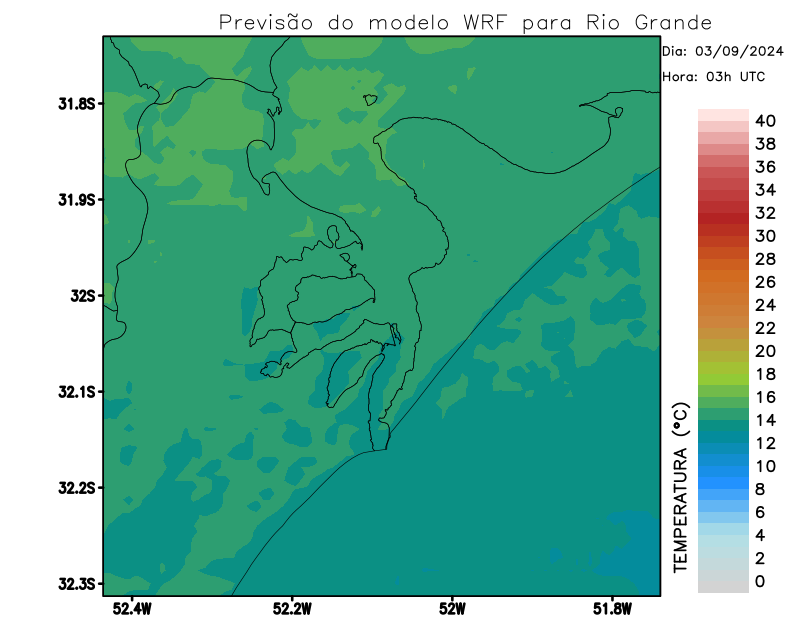 Previsão do modelo WRF para Rio Grande
Dia: 03/09/2024
Hora: 03h UTC
31.8S
31.9S
32S
32.1S
32.2S
32.3S
52.4W
52.2W
52W
51.8W
TEMPERATURA (°C)
40
38
36
34
32
30
28
26
24
22
20
18
16
14
12
10
8
6
4
2
0